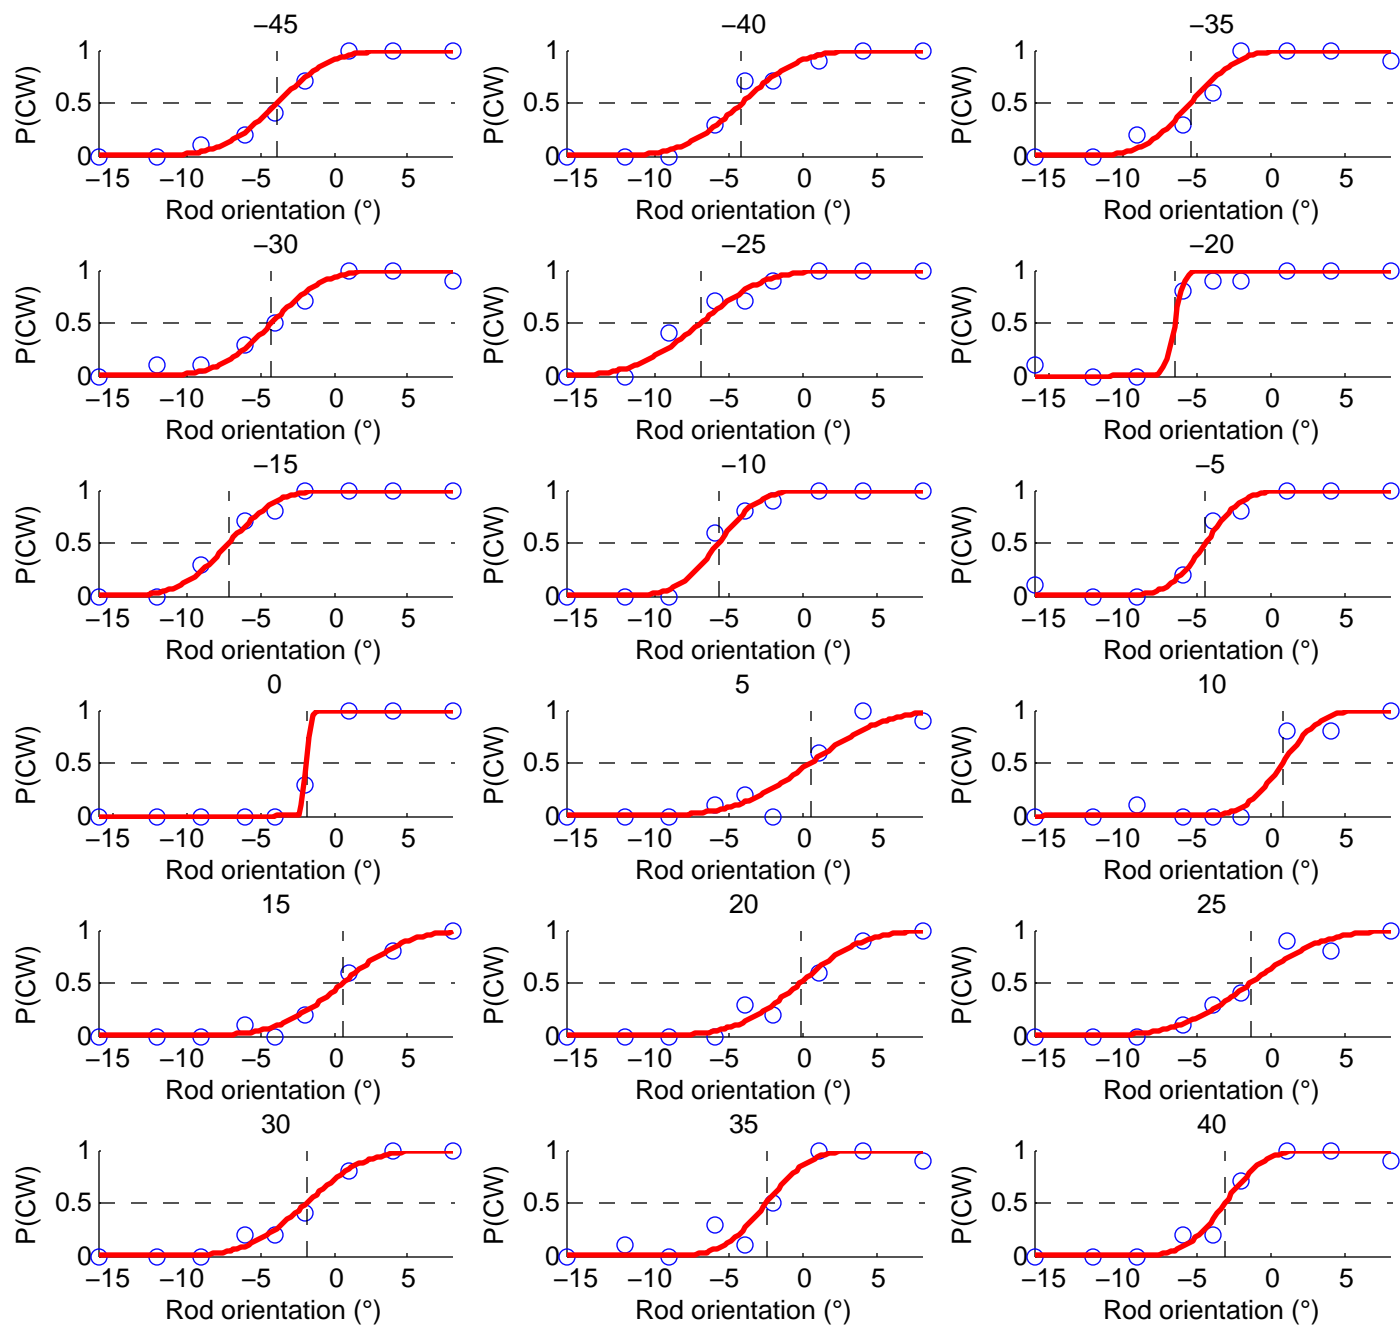 −45 −40 −35
1 1 1
P(CW) 0.5 P(CW) 0.5 P(CW) 0.5
0 0 0
−15 −10 −5 0 5 −15 −10 −5 0 5 −15 −10 −5 0 5
Rod orientation (°) Rod orientation (°) Rod orientation (°)
−30 −25 −20
1 1 1
P(CW) 0.5 P(CW) 0.5 P(CW) 0.5
0 0 0
−15 −10 −5 0 5 −15 −10 −5 0 5 −15 −10 −5 0 5
Rod orientation (°) Rod orientation (°) Rod orientation (°)
−15 −10 −5
1 1 1
P(CW) 0.5 P(CW) 0.5 P(CW) 0.5
0 0 0
−15 −10 −5 0 5 −15 −10 −5 0 5 −15 −10 −5 0 5
Rod orientation (°) Rod orientation (°) Rod orientation (°)
0 5 10
1 1 1
P(CW) 0.5 P(CW) 0.5 P(CW) 0.5
0 0 0
−15 −10 −5 0 5 −15 −10 −5 0 5 −15 −10 −5 0 5
Rod orientation (°) Rod orientation (°) Rod orientation (°)
15 20 25
1 1 1
P(CW) 0.5 P(CW) 0.5 P(CW) 0.5
0 0 0
−15 −10 −5 0 5 −15 −10 −5 0 5 −15 −10 −5 0 5
Rod orientation (°) Rod orientation (°) Rod orientation (°)
30 35 40
1 1 1
P(CW) 0.5 P(CW) 0.5 P(CW) 0.5
0 0 0
−15 −10 −5 0 5 −15 −10 −5 0 5 −15 −10 −5 0 5
Rod orientation (°) Rod orientation (°) Rod orientation (°)